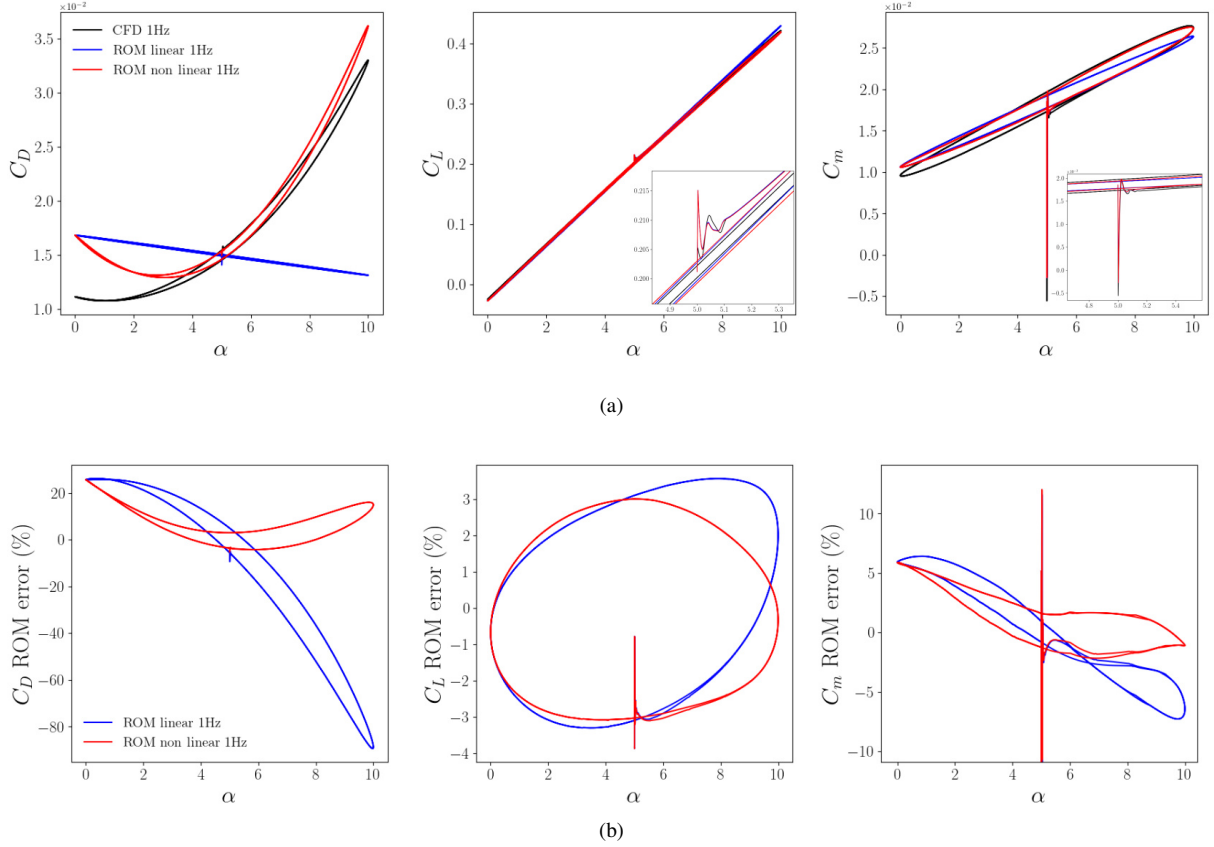 ×10⁻²
×10⁻²
CFD 1Hz
ROM linear 1Hz
ROM non linear 1Hz
3.5
3.0
2.5
2.0
1.5
1.0
C_D
0 2 4 6 8 10
α
0.4
0.3
0.2
0.1
0.0
C_L
0 2 4 6 8 10
α
0.215
0.210
0.205
0.200
4.9 5.0 5.1 5.2 5.3
2.5
2.0
1.5
1.0
0.5
0.0
−0.5
C_m
0 2 4 6 8 10
α
2.0
1.5
1.0
0.5
0.0
−0.5
4.8 5.0 5.2 5.4
(a)
20
0
−20
−40
−60
−80
C_D ROM error (%)
ROM linear 1Hz
ROM non linear 1Hz
0 2 4 6 8 10
α
3
2
1
0
−1
−2
−3
−4
C_L ROM error (%)
0 2 4 6 8 10
α
10
5
0
−5
−10
C_m ROM error (%)
0 2 4 6 8 10
α
(b)